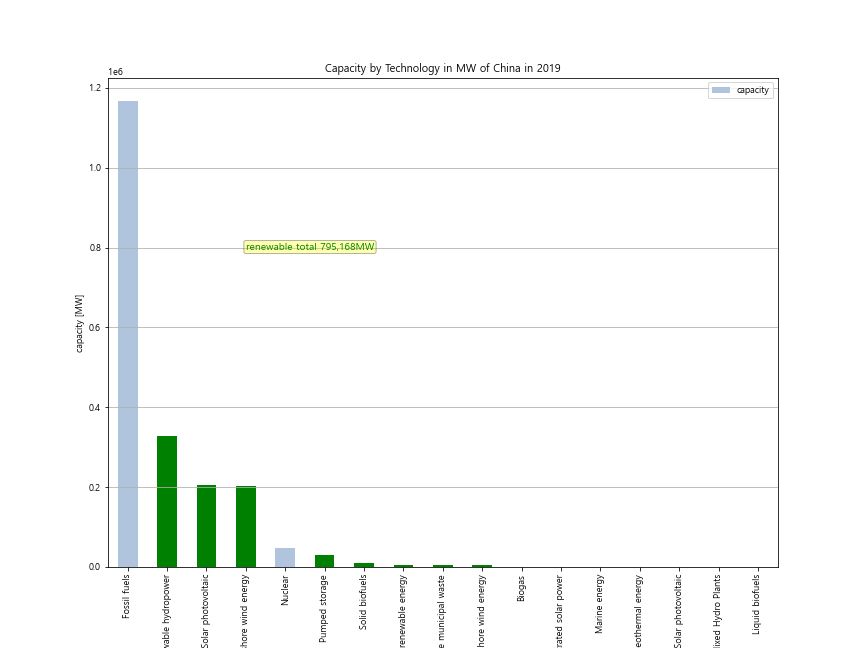 Capacity by Technology in MW of China in 2019
1e6
1.2
1.0
0.8
0.6
0.4
0.2
0.0
capacity [MW]
capacity
renewable total 795,168MW
Fossil fuels
wable hydropower
Solar photovoltaic
hore wind energy
Nuclear
Pumped storage
Solid biofuels
renewable energy
e municipal waste
hore wind energy
Biogas
rated solar power
Marine energy
eothermal energy
Solar photovoltaic
lixed Hydro Plants
Liquid biofuels